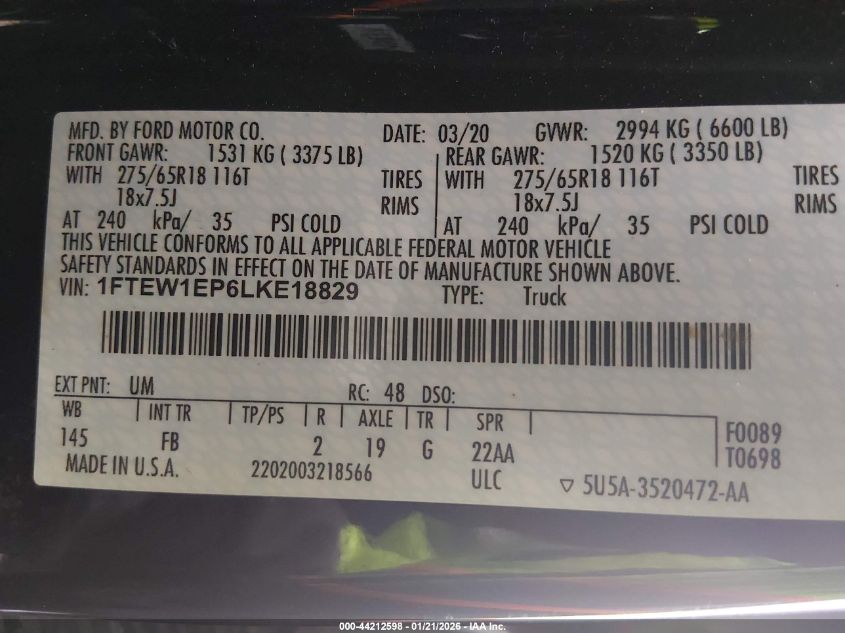 MFD. BY FORD MOTOR CO. DATE: 03/20 GVWR: 2994 KG ( 6600 LB)
FRONT GAWR: 1531 KG ( 3375 LB) REAR GAWR: 1520 KG ( 3350 LB)
WITH 275/65R18 116T TIRES WITH 275/65R18 116T TIRES
18x7.5J RIMS 18x7.5J RIMS
AT 240 kPa/ 35 PSI COLD AT 240 kPa/ 35 PSI COLD
THIS VEHICLE CONFORMS TO ALL APPLICABLE FEDERAL MOTOR VEHICLE
SAFETY STANDARDS IN EFFECT ON THE DATE OF MANUFACTURE SHOWN ABOVE.
VIN: 1FTEW1EP6LKE18829 TYPE: Truck
EXT PNT: UM RC: 48 DSO:
WB INT TR TP/PS R AXLE TR SPR
145 FB 2 19 G 22AA F0089
T0698
MADE IN U.S.A. 2202003218566 ULC ▽ 5U5A-3520472-AA
000-44212598 - 01/21/2026 - IAA Inc.